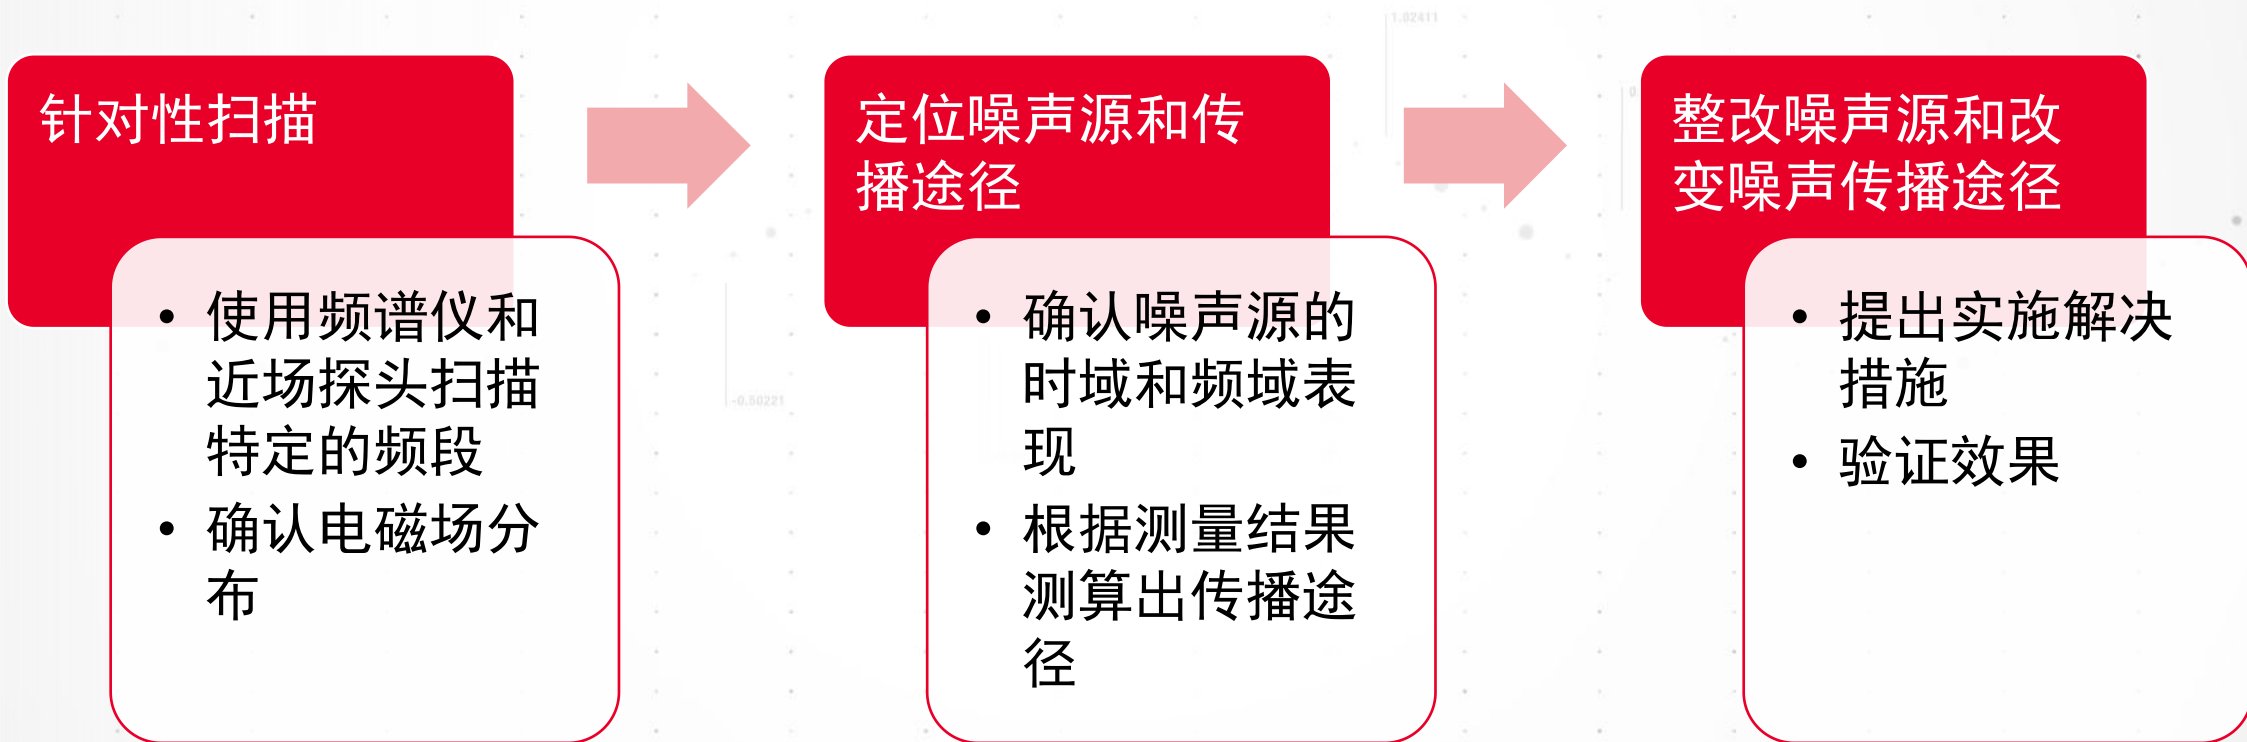 针对性扫描
• 使用频谱仪和
近场探头扫描
特定的频段
• 确认电磁场分
布
定位噪声源和传
播途径
• 确认噪声源的
时域和频域表
现
• 根据测量结果
测算出传播途
径
整改噪声源和改
变噪声传播途径
• 提出实施解决
措施
• 验证效果
1.02411
-0.50221